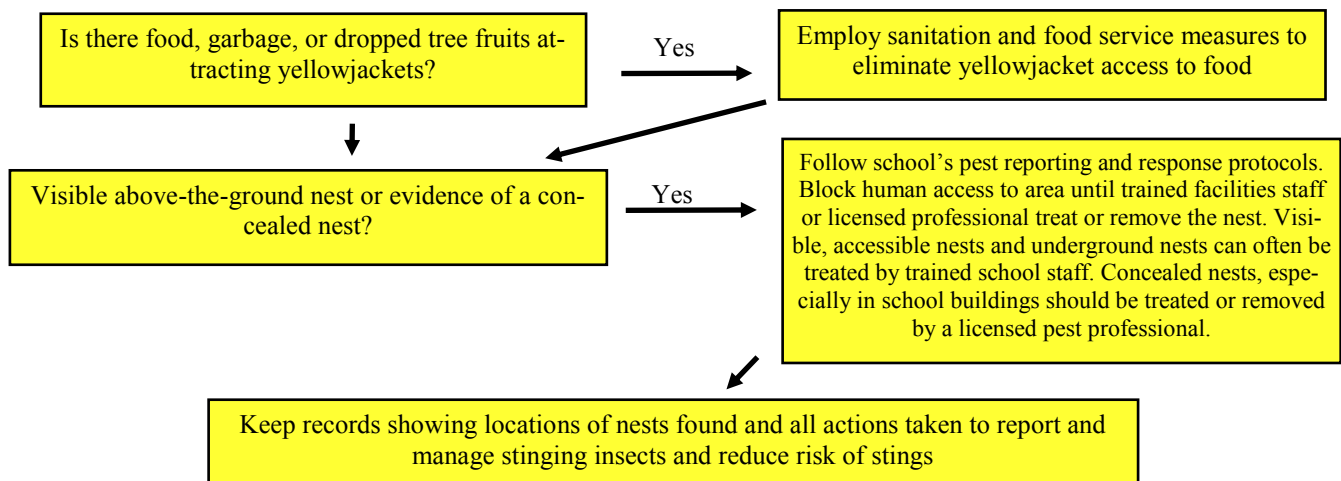 Is there food, garbage, or dropped tree fruits at-
tracting yellowjackets?
Yes
Employ sanitation and food service measures to
eliminate yellowjacket access to food
Visible above-the-ground nest or evidence of a con-
cealed nest?
Yes
Follow school’s pest reporting and response protocols.
Block human access to area until trained facilities staff
or licensed professional treat or remove the nest. Visi-
ble, accessible nests and underground nests can often be
treated by trained school staff. Concealed nests, espe-
cially in school buildings should be treated or removed
by a licensed pest professional.
Keep records showing locations of nests found and all actions taken to report and
manage stinging insects and reduce risk of stings